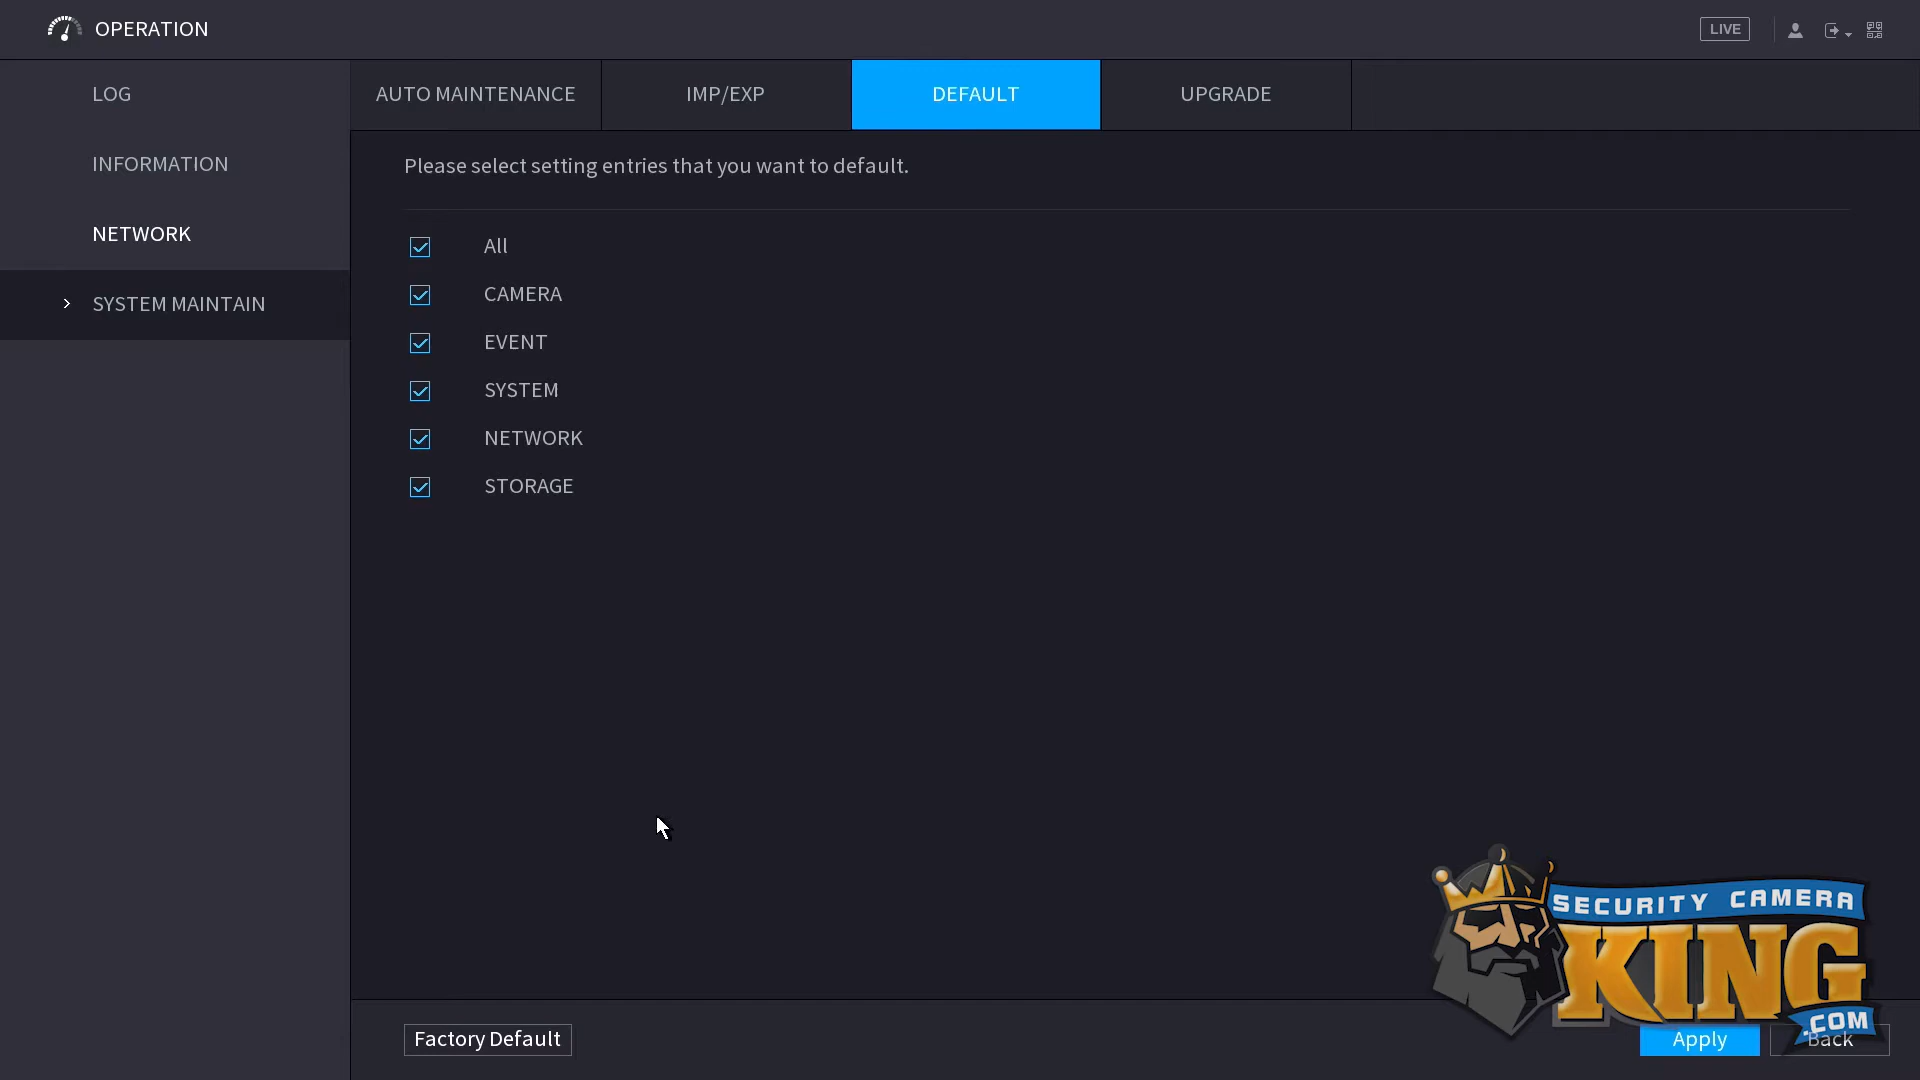 OPERATION
LIVE
LOG
INFORMATION
NETWORK
SYSTEM MAINTAIN
AUTO MAINTENANCE
IMP/EXP
DEFAULT
UPGRADE
Please select setting entries that you want to default.
All
CAMERA
EVENT
SYSTEM
NETWORK
STORAGE
SECURITY CAMERA
KING
.COM
Factory Default
Apply
Back